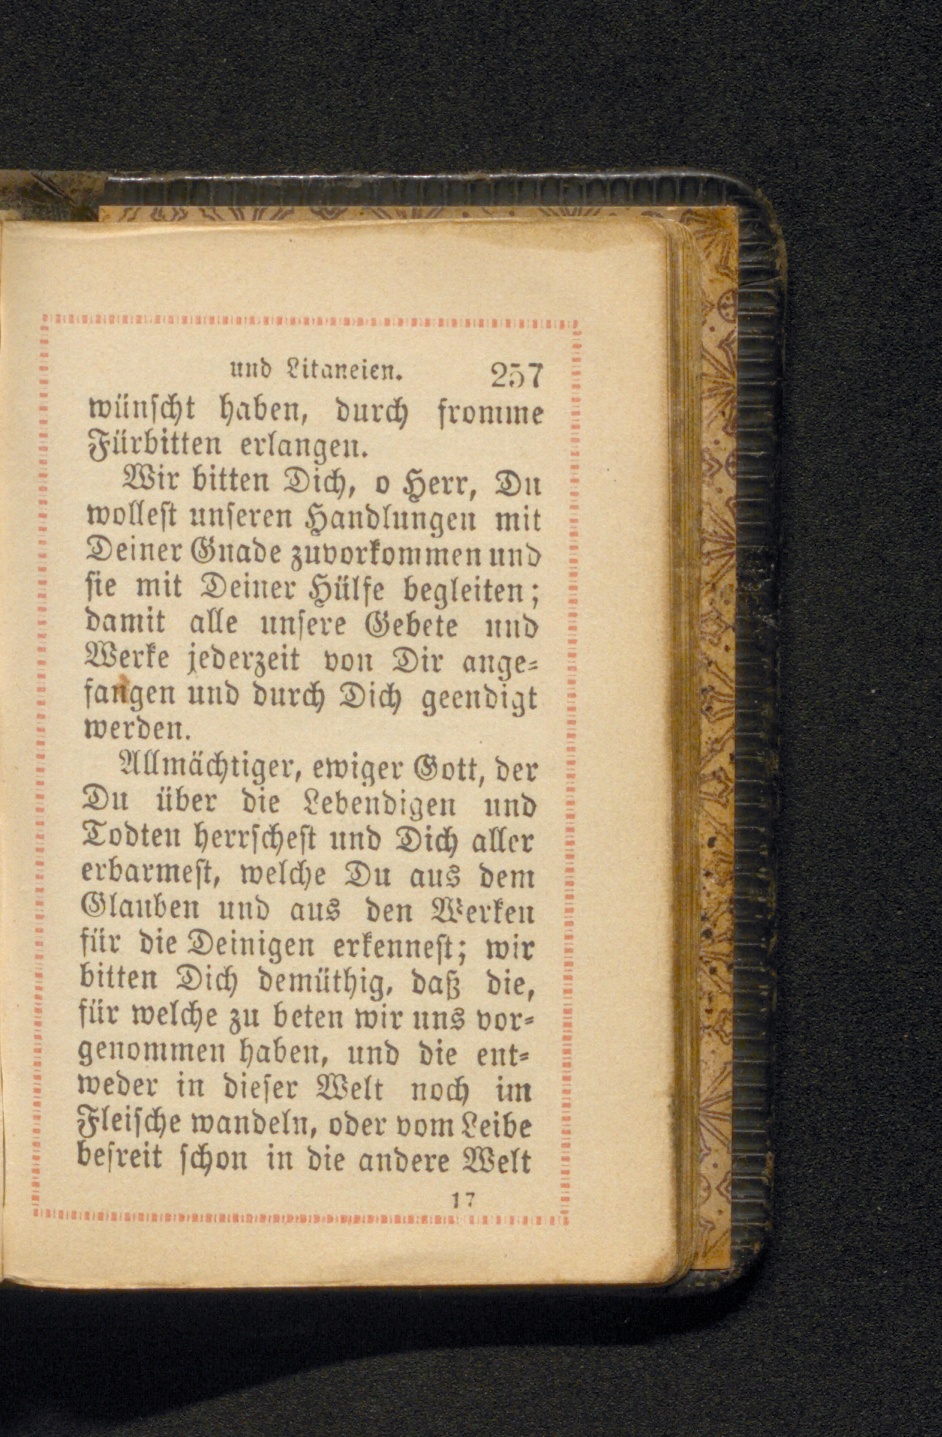 und Litaneien. 257
wünscht haben, durch fromme
Fürbitten erlangen.
Wir bitten Dich, o Herr, Du
wollest unseren Handlungen mit
Deiner Gnade zuvorkommen und
sie mit Deiner Hülfe begleiten;
damit alle unsere Gebete und
Werke jederzeit von Dir ange-
fangen und durch Dich geendigt
werden.
Allmächtiger, ewiger Gott, der
Du über die Lebendigen und
Todten herrschest und Dich aller
erbarmest, welche Du aus dem
Glauben und aus den Werken
für die Deinigen erkennest; wir
bitten Dich demüthig, daß die,
für welche zu beten wir uns vor-
genommen haben, und die ent-
weder in dieser Welt noch im
Fleische wandeln, oder vom Leibe
befreit schon in die andere Welt
17